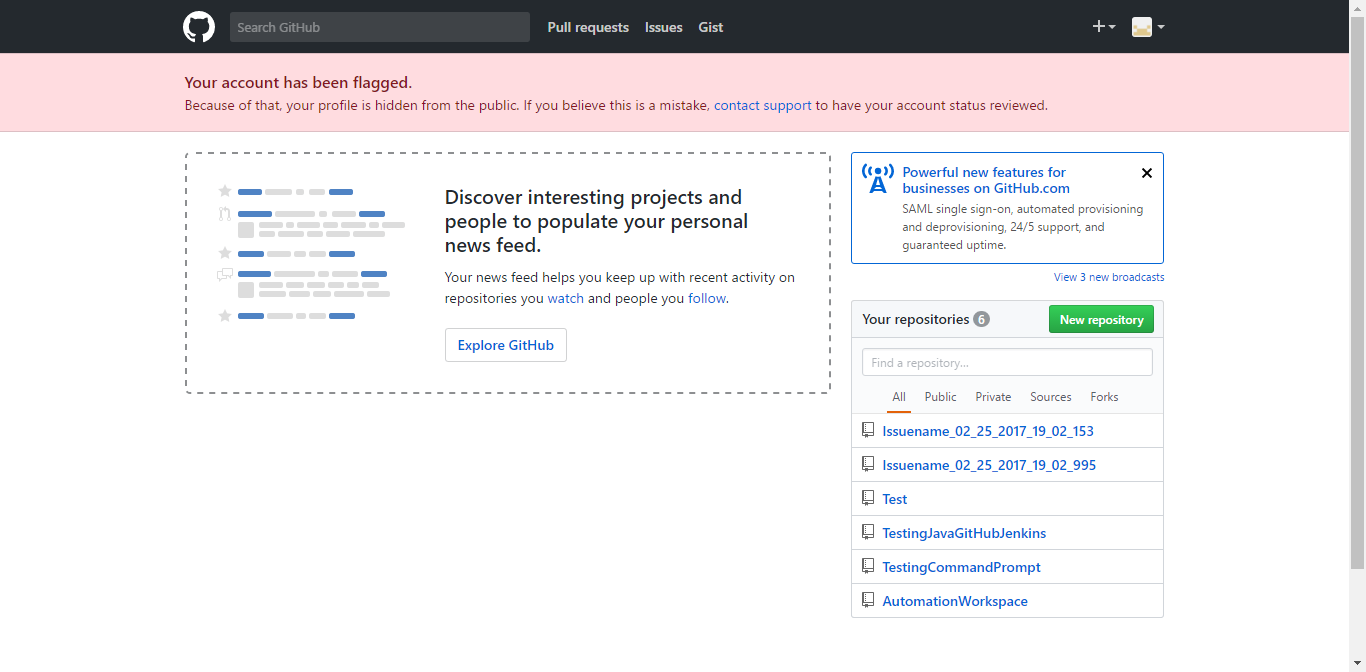 Search GitHub
Pull requests
Issues
Gist
Your account has been flagged.
Because of that, your profile is hidden from the public. If you believe this is a mistake, contact support to have your account status reviewed.
Discover interesting projects and
people to populate your personal
news feed.
Your news feed helps you keep up with recent activity on
repositories you watch and people you follow.
Explore GitHub
Powerful new features for
businesses on GitHub.com
SAML single sign-on, automated provisioning
and deprovisioning, 24/5 support, and
guaranteed uptime.
View 3 new broadcasts
Your repositories 6
New repository
Find a repository...
All
Public
Private
Sources
Forks
Issuename_02_25_2017_19_02_153
Issuename_02_25_2017_19_02_995
Test
TestingJavaGitHubJenkins
TestingCommandPrompt
AutomationWorkspace